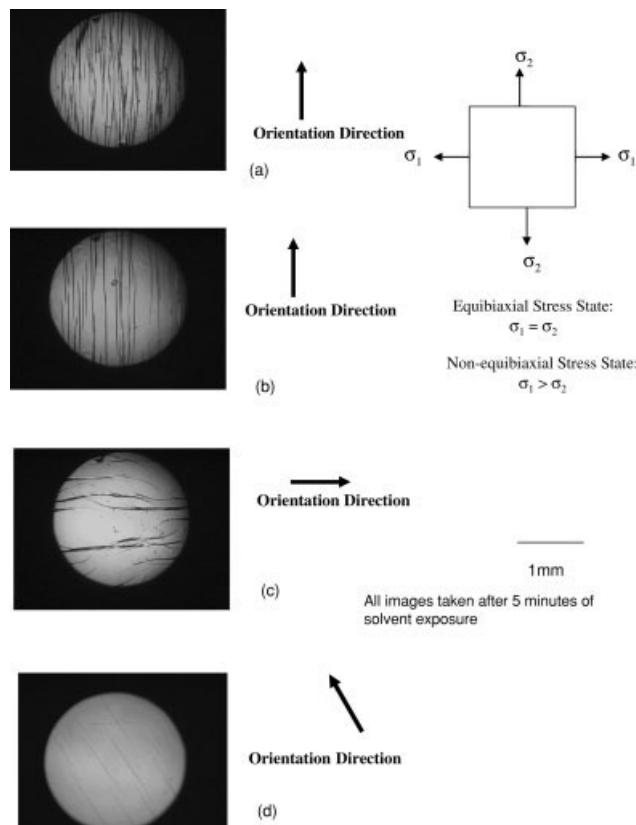 σ2
Orientation Direction
σ1
σ1
(a)
σ2
Orientation Direction
Equibiaxial Stress State:
σ1 = σ2
Non-equibiaxial Stress State:
σ1 > σ2
(b)
Orientation Direction
1mm
(c)
All images taken after 5 minutes of
solvent exposure
Orientation Direction
(d)